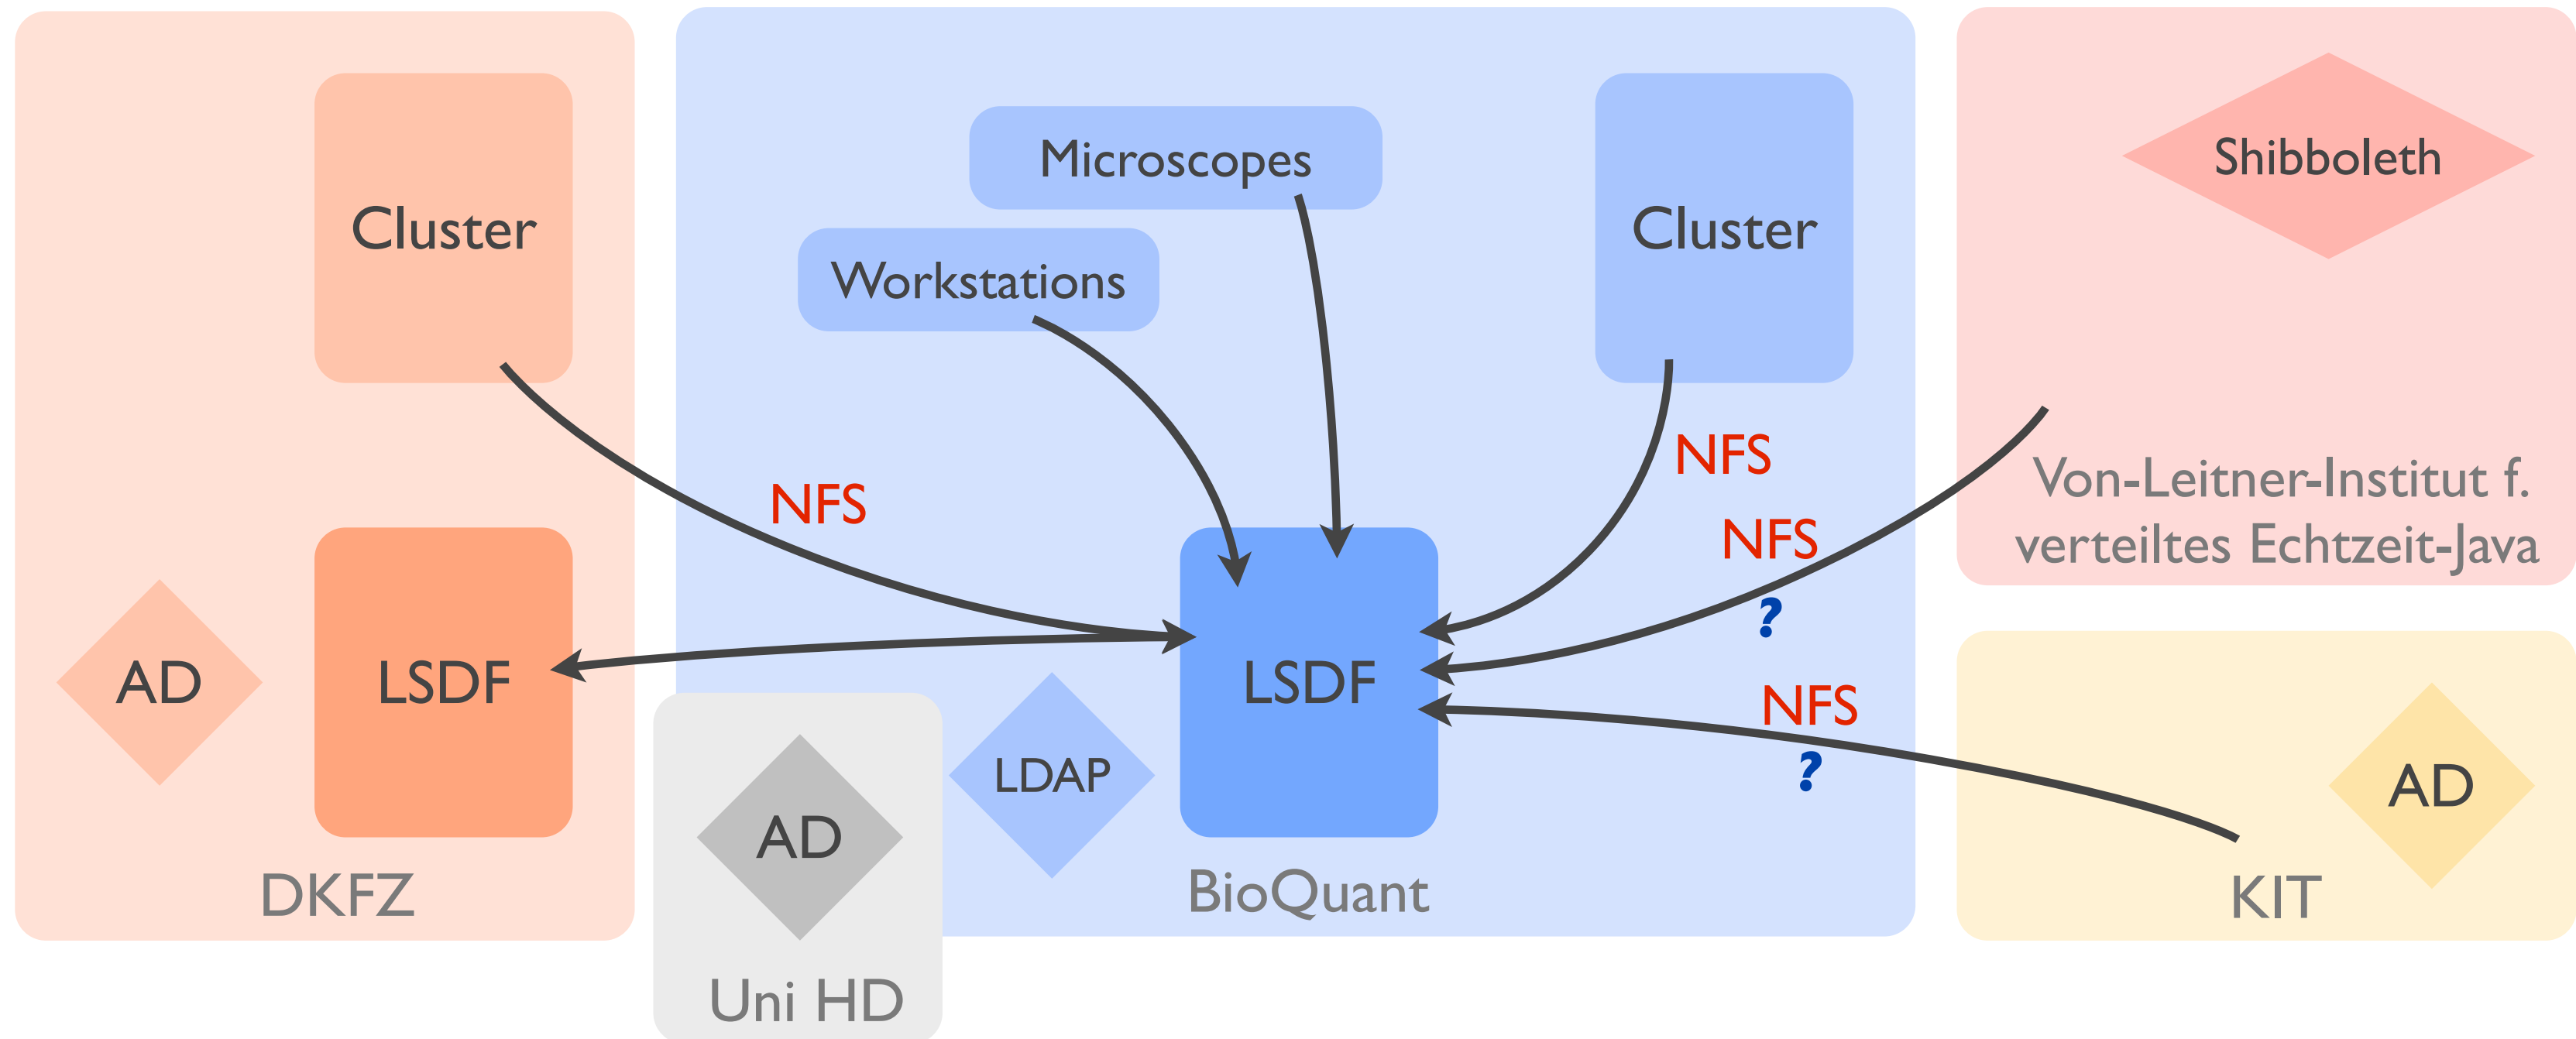 Cluster
AD
LSDF
DKFZ
NFS
Microscopes
Workstations
Cluster
NFS
NFS
?
NFS
?
LSDF
LDAP
BioQuant
AD
Uni HD
Shibboleth
Von-Leitner-Institut f.
verteiltes Echtzeit-Java
AD
KIT